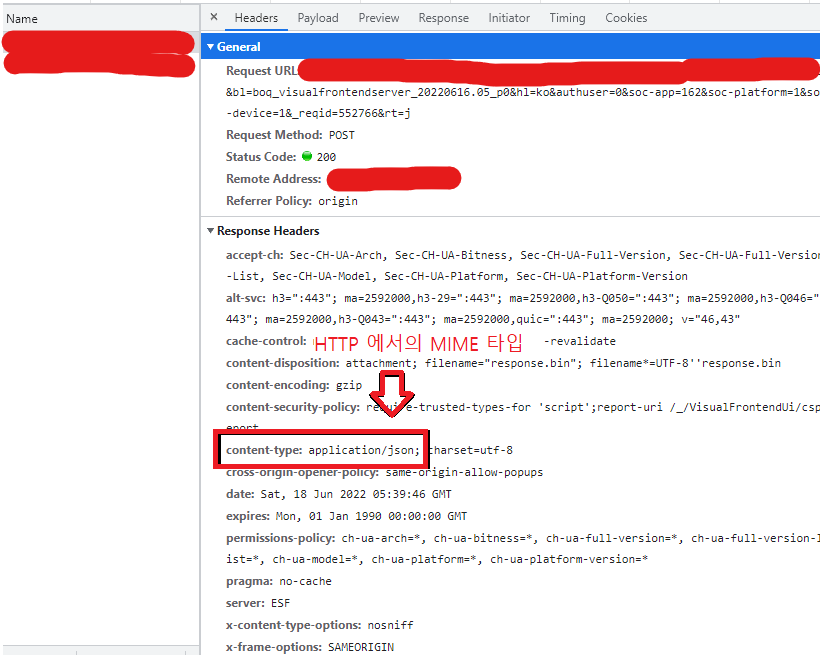 Name
× Headers Payload Preview Response Initiator Timing Cookies
▼General
Request URL
&bl=boq_visualfrontendserver_20220616.05_p0&hl=ko&authuser=0&soc-app=162&soc-platform=1&so
-device=1&_reqid=552766&rt=j
Request Method: POST
Status Code: 200
Remote Address:
Referrer Policy: origin
▼Response Headers
accept-ch: Sec-CH-UA-Arch, Sec-CH-UA-Bitness, Sec-CH-UA-Full-Version, Sec-CH-UA-Full-Version
-List, Sec-CH-UA-Model, Sec-CH-UA-Platform, Sec-CH-UA-Platform-Version
alt-svc: h3=":443"; ma=2592000,h3-29=":443"; ma=2592000,h3-Q050=":443"; ma=2592000,h3-Q046=":
443"; ma=2592000,h3-Q043=":443"; ma=2592000,quic=":443"; ma=2592000; v="46,43"
cache-control: HTTP 에서의 MIME 타입 -revalidate
content-disposition: attachment; filename="response.bin"; filename*=UTF-8''response.bin
content-encoding: gzip
content-security-policy: require-trusted-types-for 'script';report-uri /_/VisualFrontendUi/csp
eport
content-type: application/json; charset=utf-8
cross-origin-opener-policy: same-origin-allow-popups
date: Sat, 18 Jun 2022 05:39:46 GMT
expires: Mon, 01 Jan 1990 00:00:00 GMT
permissions-policy: ch-ua-arch=*, ch-ua-bitness=*, ch-ua-full-version=*, ch-ua-full-version-l
ist=*, ch-ua-model=*, ch-ua-platform=*, ch-ua-platform-version=*
pragma: no-cache
server: ESF
x-content-type-options: nosniff
x-frame-options: SAMEORIGIN